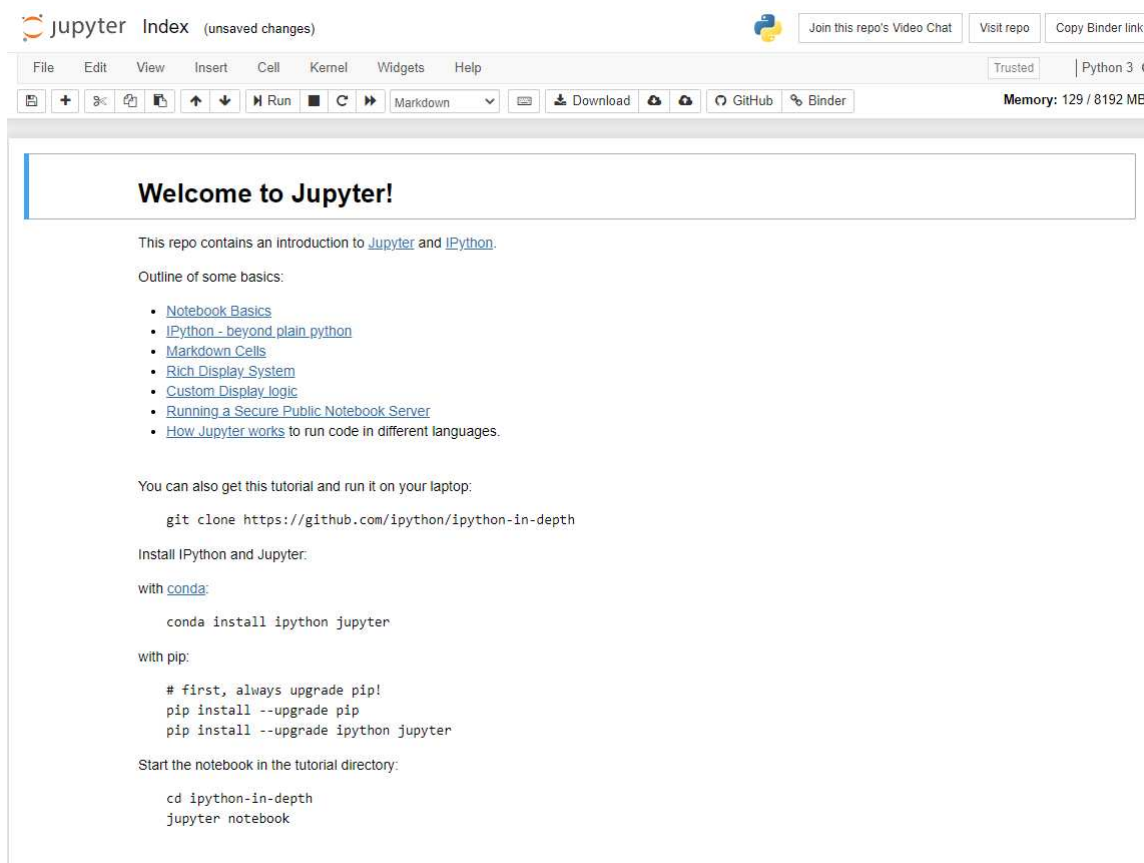 jupyter Index (unsaved changes) Join this repo's Video Chat Visit repo Copy Binder link
File Edit View Insert Cell Kernel Widgets Help Trusted Python 3
Run Markdown Download GitHub Binder Memory: 129 / 8192 MB
Welcome to Jupyter!
This repo contains an introduction to Jupyter and IPython.
Outline of some basics:
• Notebook Basics
• IPython - beyond plain python
• Markdown Cells
• Rich Display System
• Custom Display logic
• Running a Secure Public Notebook Server
• How Jupyter works to run code in different languages.
You can also get this tutorial and run it on your laptop:
git clone https://github.com/ipython/ipython-in-depth
Install IPython and Jupyter:
with conda:
conda install ipython jupyter
with pip:
# first, always upgrade pip!
pip install --upgrade pip
pip install --upgrade ipython jupyter
Start the notebook in the tutorial directory:
cd ipython-in-depth
jupyter notebook